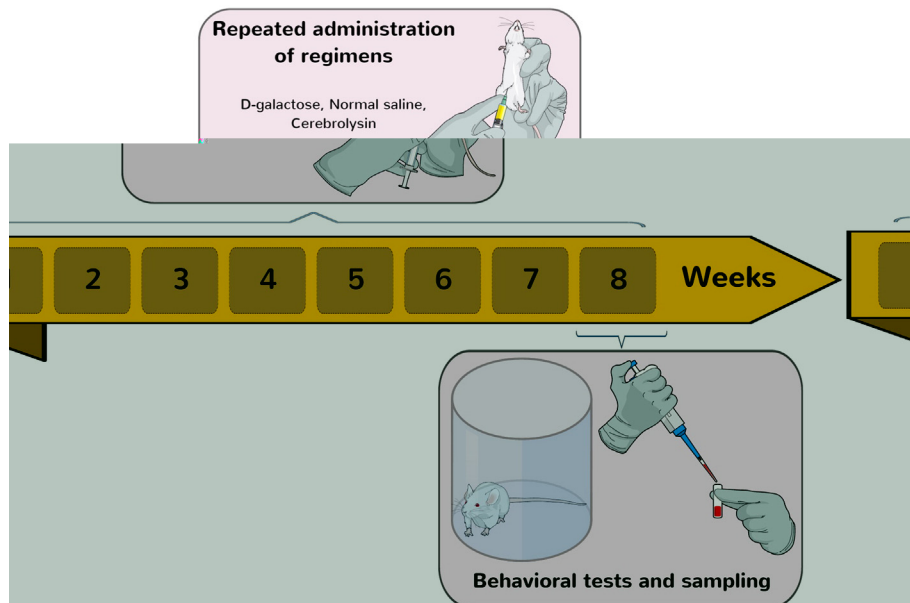 Repeated administration
of regimens
D-galactose, Normal saline,
Cerebrolysin
2 3 4 5 6 7 8 Weeks
Behavioral tests and sampling